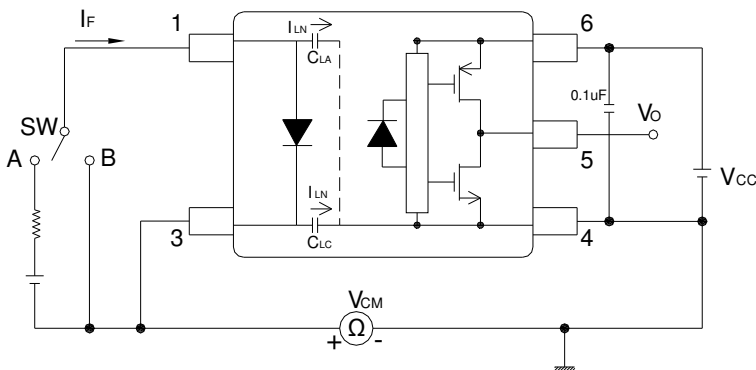 1
6
IF
ILN
CLA
0.1uF
VO
SW
A
B
5
VCC
ILN
3
CLC
4
VCM
Ω
+
-